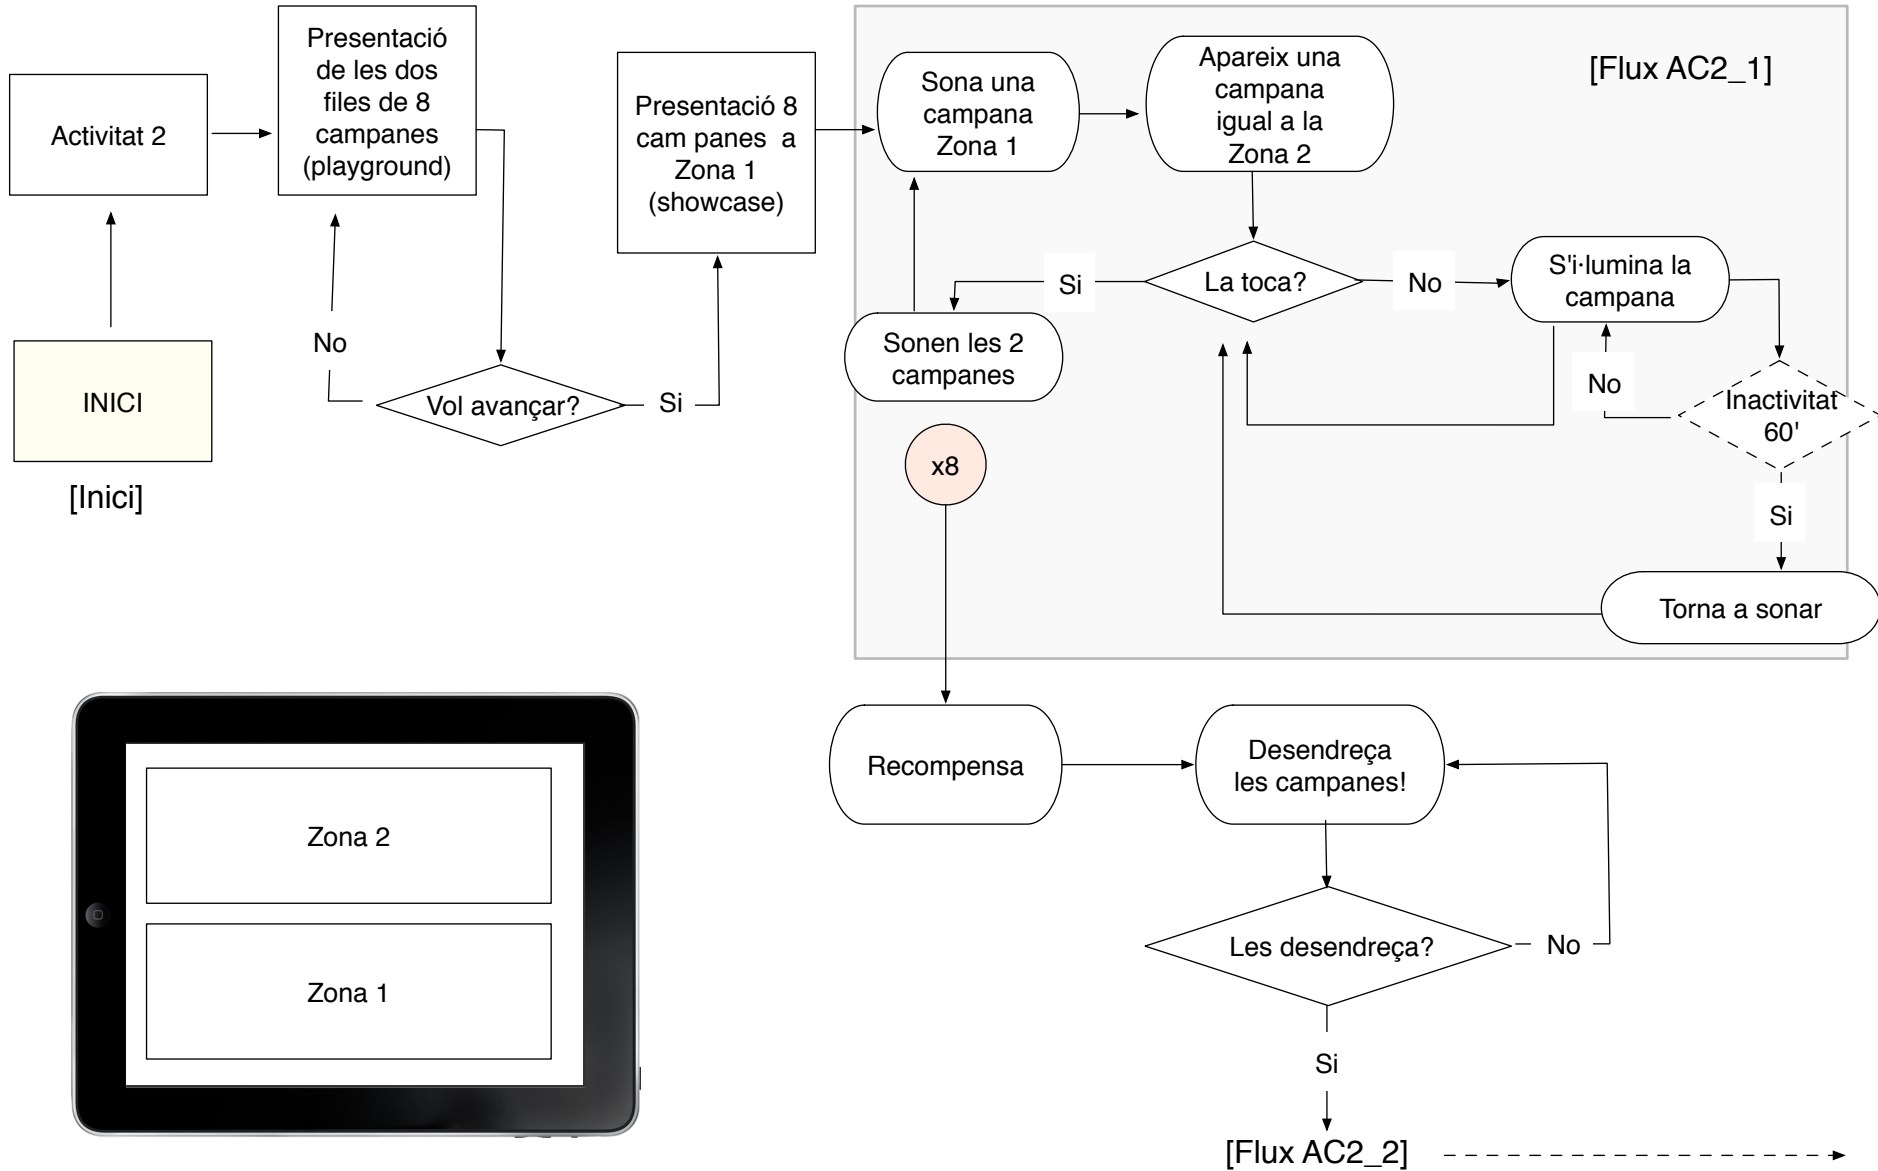 Activitat 2
Presentació
de les dos
files de 8
campanes
(playground)
INICI
[Inici]
No
Vol avançar?
Si
Presentació 8
cam panes  a
Zona 1
(showcase)
[Flux AC2_1]
Sona una
campana
Zona 1
Apareix una
campana
igual a la
Zona 2
La toca?
Si
No
Sonen les 2
campanes
S'i·lumina la
campana
No
Inactivitat
60'
Si
Torna a sonar
x8
Recompensa
Desendreça
les campanes!
Les desendreça?
No
Si
[Flux AC2_2]
Zona 2
Zona 1